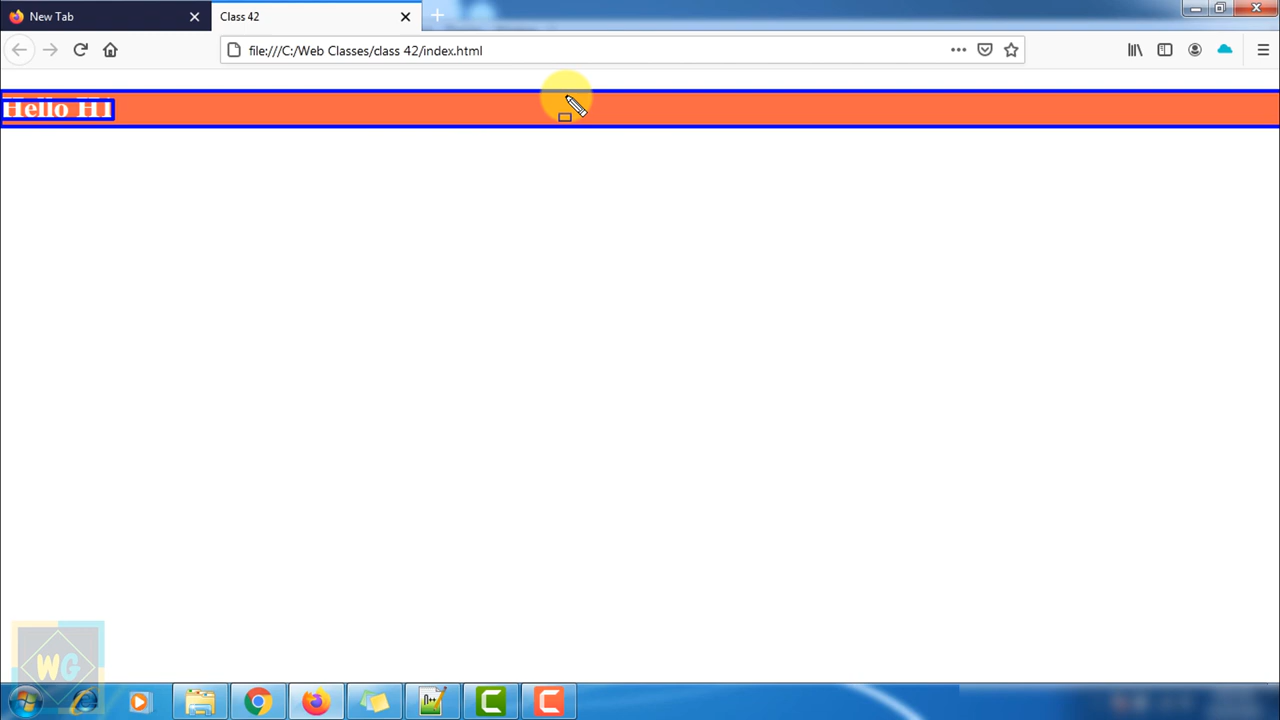 New Tab
Class 42
file:///C:/Web Classes/class 42/index.html
Hello H1
WG